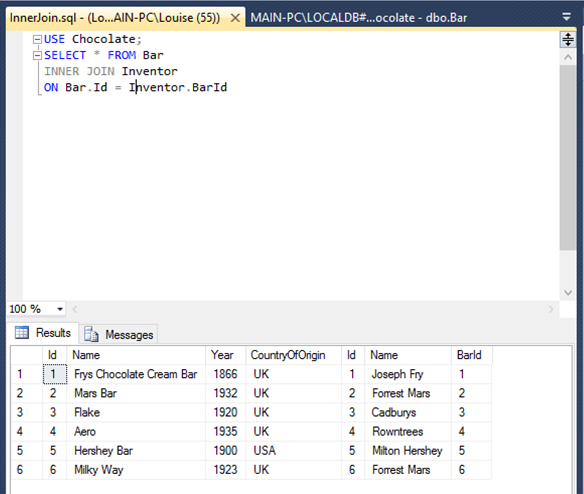 InnerJoin.sql - (Lo...AIN-PC\Louise (55)) MAIN-PC\LOCALDB#...ocolate - dbo.Bar
USE Chocolate;
SELECT * FROM Bar
INNER JOIN Inventor
ON Bar.Id = Inventor.BarId
100 %
Results Messages
Id Name Year CountryOfOrigin Id Name BarId
1 1 Frys Chocolate Cream Bar 1866 UK 1 Joseph Fry 1
2 2 Mars Bar 1932 UK 2 Forrest Mars 2
3 3 Flake 1920 UK 3 Cadburys 3
4 4 Aero 1935 UK 4 Rowntrees 4
5 5 Hershey Bar 1900 USA 5 Milton Hershey 5
6 6 Milky Way 1923 UK 6 Forrest Mars 6